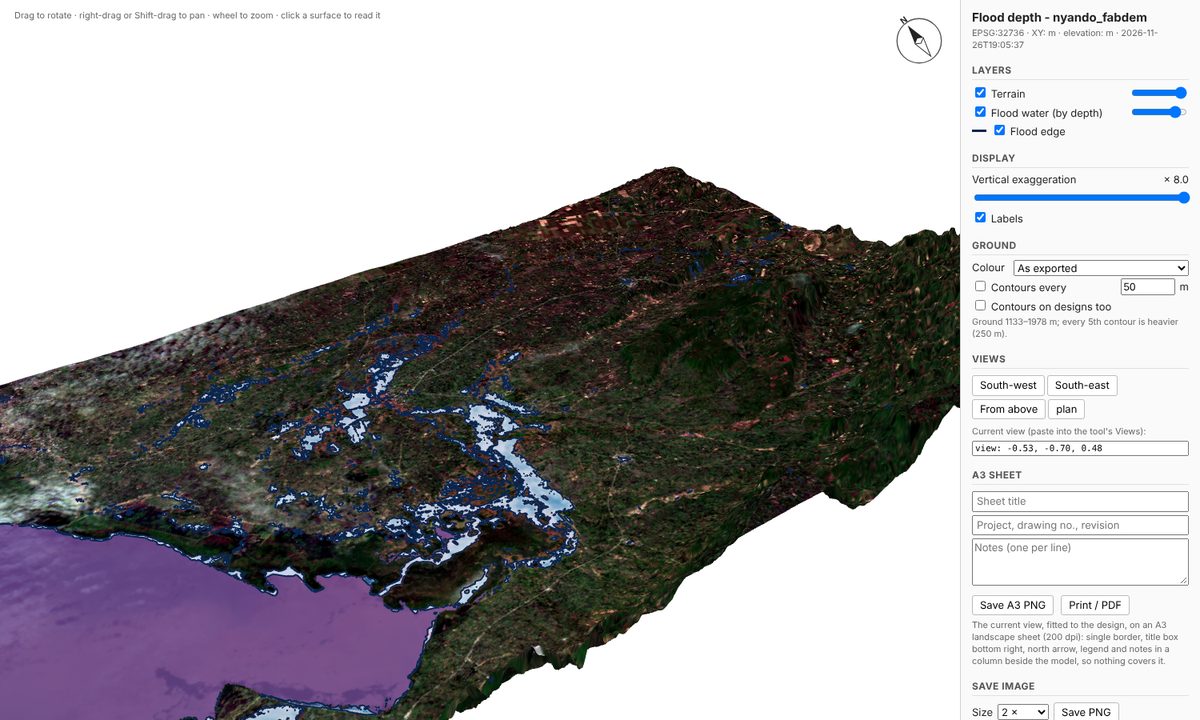 Drag to rotate · right-drag or Shift-drag to pan · wheel to zoom · click a surface to read it
N
Flood depth - nyando_fabdem
EPSG:32736 · XY: m · elevation: m · 2026-11-
26T19:05:37
LAYERS
Terrain
Flood water (by depth)
Flood edge
DISPLAY
Vertical exaggeration × 8.0
Labels
GROUND
Colour As exported
Contours every 50 m
Contours on designs too
Ground 1133–1978 m; every 5th contour is heavier
(250 m).
VIEWS
South-west South-east
From above plan
Current view (paste into the tool's Views):
view: -0.53, -0.70, 0.48
A3 SHEET
Sheet title
Project, drawing no., revision
Notes (one per line)
Save A3 PNG Print / PDF
The current view, fitted to the design, on an A3
landscape sheet (200 dpi): single border, title box
bottom right, north arrow, legend and notes in a
column beside the model, so nothing covers it.
SAVE IMAGE
Size 2 × Save PNG